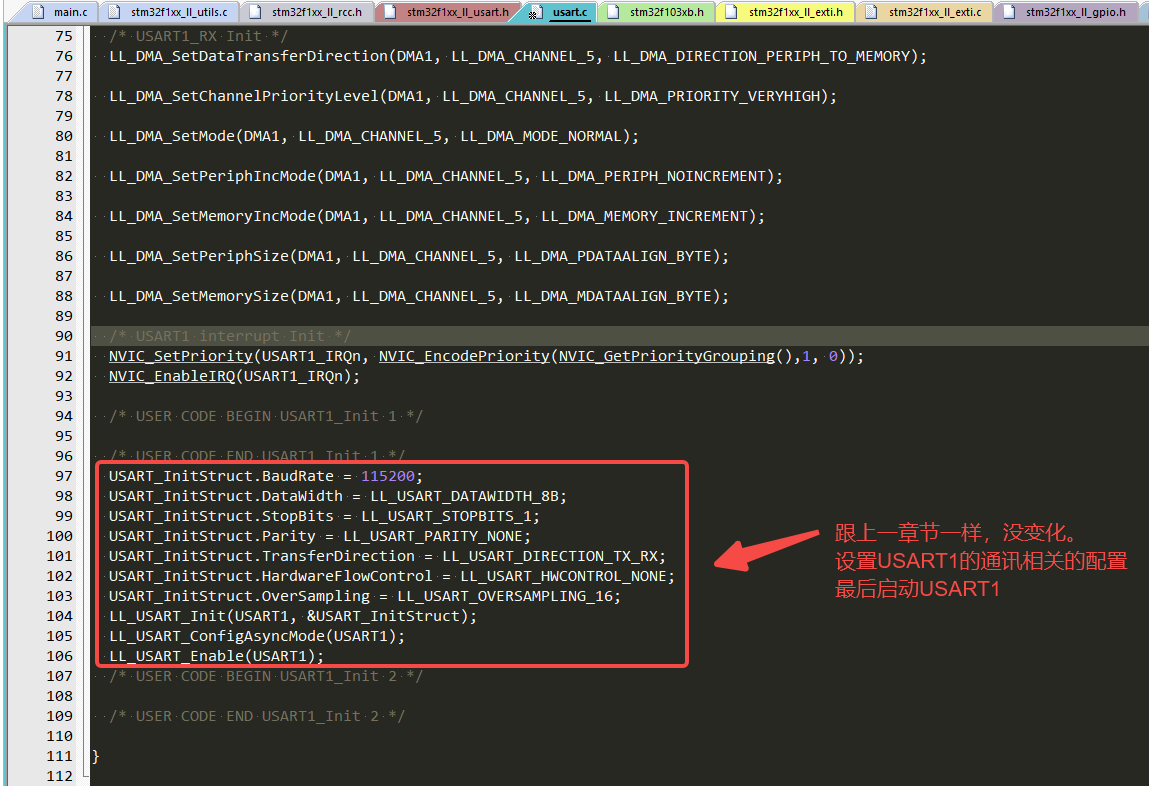 main.c stm32f1xx_ll_utils.c stm32f1xx_ll_rcc.h stm32f1xx_ll_usart.h usart.c stm32f103xb.h stm32f1xx_ll_exti.h stm32f1xx_ll_exti.c stm32f1xx_ll_gpio.h
75 /* USART1_RX Init */
76 LL_DMA_SetDataTransferDirection(DMA1, LL_DMA_CHANNEL_5, LL_DMA_DIRECTION_PERIPH_TO_MEMORY);
77
78 LL_DMA_SetChannelPriorityLevel(DMA1, LL_DMA_CHANNEL_5, LL_DMA_PRIORITY_VERYHIGH);
79
80 LL_DMA_SetMode(DMA1, LL_DMA_CHANNEL_5, LL_DMA_MODE_NORMAL);
81
82 LL_DMA_SetPeriphIncMode(DMA1, LL_DMA_CHANNEL_5, LL_DMA_PERIPH_NOINCREMENT);
83
84 LL_DMA_SetMemoryIncMode(DMA1, LL_DMA_CHANNEL_5, LL_DMA_MEMORY_INCREMENT);
85
86 LL_DMA_SetPeriphSize(DMA1, LL_DMA_CHANNEL_5, LL_DMA_PDATAALIGN_BYTE);
87
88 LL_DMA_SetMemorySize(DMA1, LL_DMA_CHANNEL_5, LL_DMA_MDATAALIGN_BYTE);
89
90 /* USART1 interrupt Init */
91 NVIC_SetPriority(USART1_IRQn, NVIC_EncodePriority(NVIC_GetPriorityGrouping(),1, 0));
92 NVIC_EnableIRQ(USART1_IRQn);
93
94 /* USER CODE BEGIN USART1_Init 1 */
95
96 /* USER CODE END USART1_Init 1 */
97 USART_InitStruct.BaudRate = 115200;
98 USART_InitStruct.DataWidth = LL_USART_DATAWIDTH_8B;
99 USART_InitStruct.StopBits = LL_USART_STOPBITS_1;
100 USART_InitStruct.Parity = LL_USART_PARITY_NONE;
101 USART_InitStruct.TransferDirection = LL_USART_DIRECTION_TX_RX;
102 USART_InitStruct.HardwareFlowControl = LL_USART_HWCONTROL_NONE;
103 USART_InitStruct.OverSampling = LL_USART_OVERSAMPLING_16;
104 LL_USART_Init(USART1, &USART_InitStruct);
105 LL_USART_ConfigAsyncMode(USART1);
106 LL_USART_Enable(USART1);
107 /* USER CODE BEGIN USART1_Init 2 */
108
109 /* USER CODE END USART1_Init 2 */
110
111 }
112
跟上一章节一样，没变化。
设置USART1的通讯相关的配置
最后启动USART1